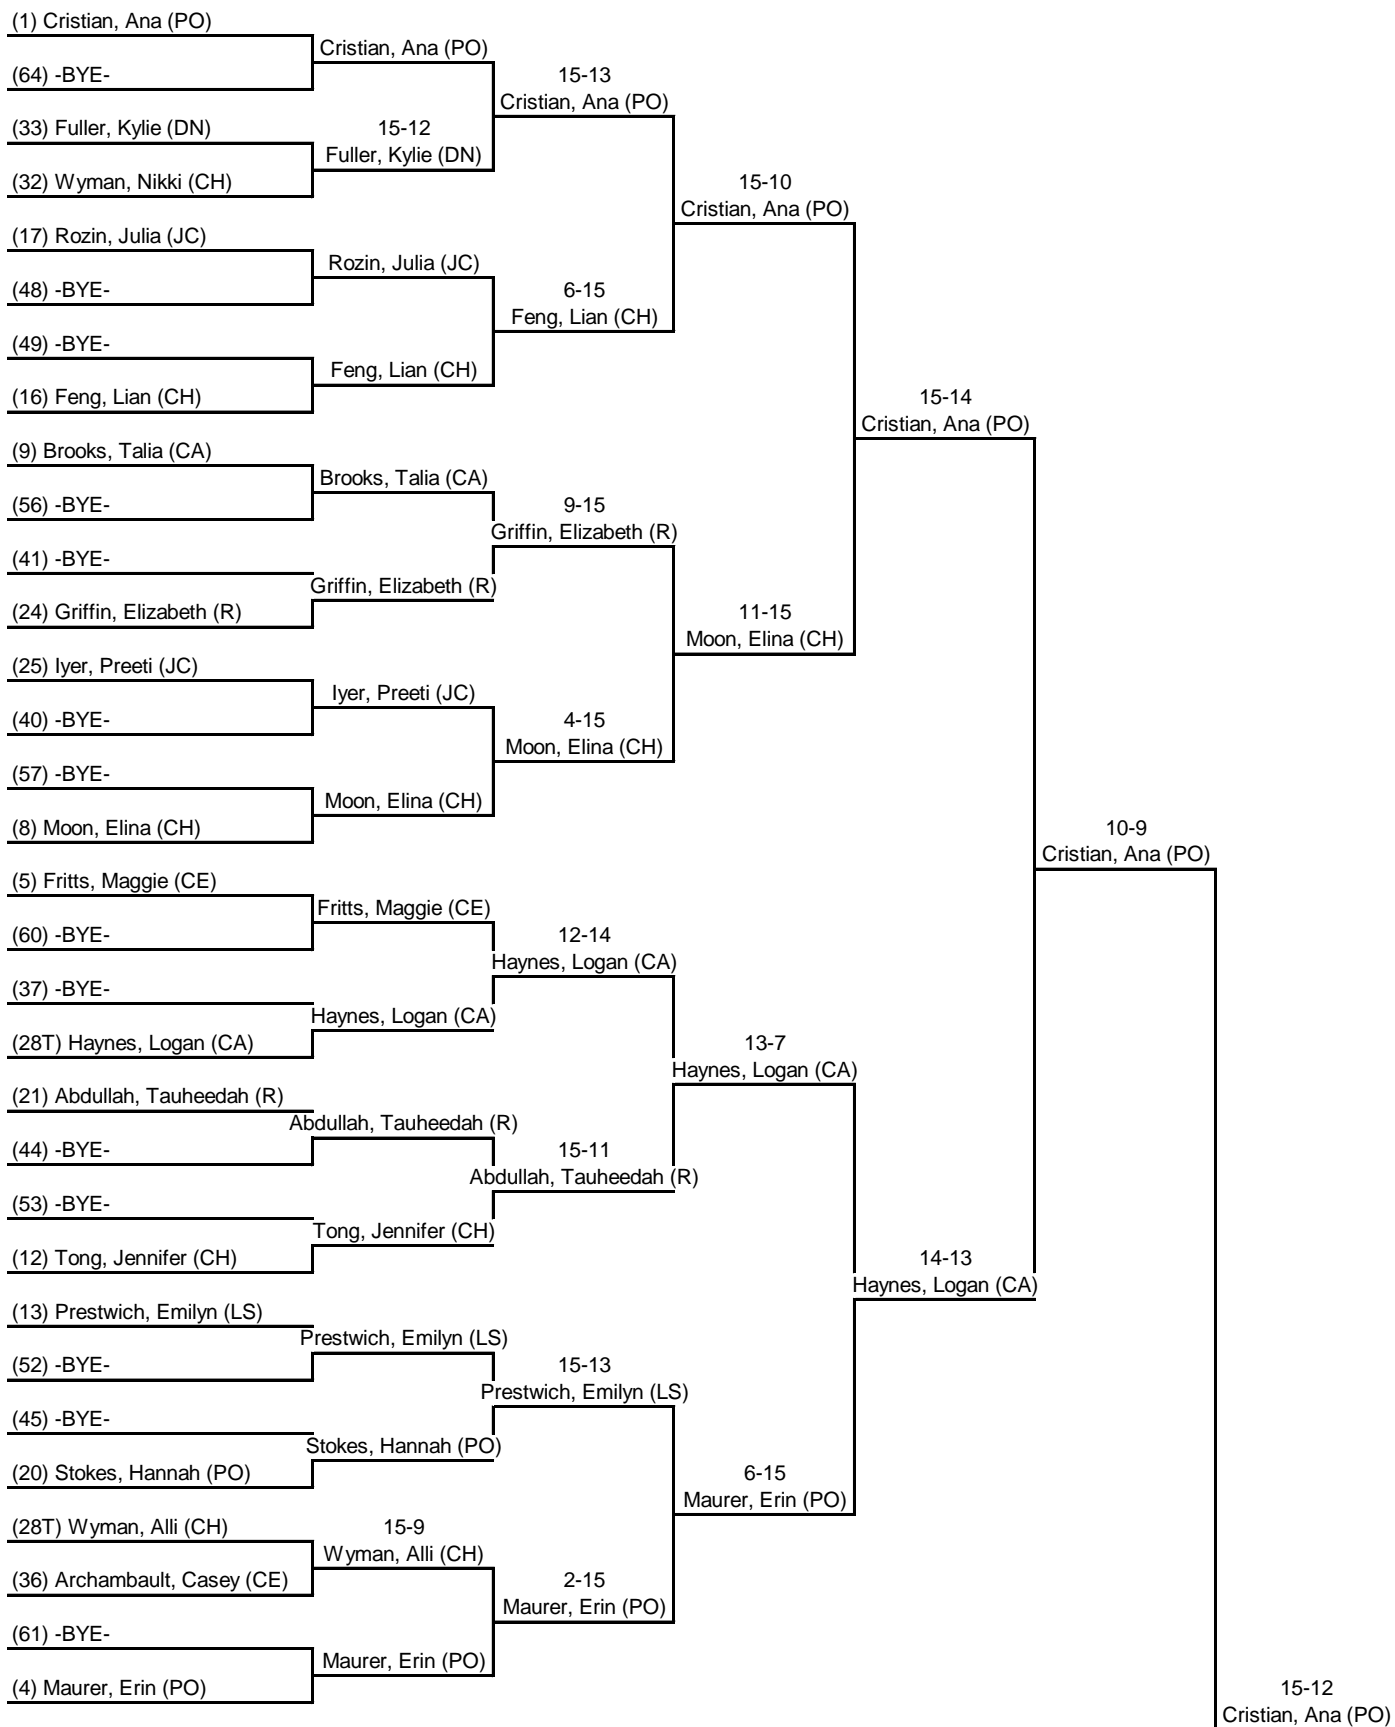 (1) Cristian, Ana (PO)
Cristian, Ana (PO)
(64) -BYE-
15-13
Cristian, Ana (PO)
(33) Fuller, Kylie (DN)
15-12
Fuller, Kylie (DN)
(32) Wyman, Nikki (CH)
15-10
Cristian, Ana (PO)
(17) Rozin, Julia (JC)
Rozin, Julia (JC)
(48) -BYE-
6-15
Feng, Lian (CH)
(49) -BYE-
Feng, Lian (CH)
(16) Feng, Lian (CH)
15-14
Cristian, Ana (PO)
(9) Brooks, Talia (CA)
Brooks, Talia (CA)
(56) -BYE-
9-15
Griffin, Elizabeth (R)
(41) -BYE-
Griffin, Elizabeth (R)
(24) Griffin, Elizabeth (R)
11-15
Moon, Elina (CH)
(25) Iyer, Preeti (JC)
Iyer, Preeti (JC)
(40) -BYE-
4-15
Moon, Elina (CH)
(57) -BYE-
Moon, Elina (CH)
(8) Moon, Elina (CH)
10-9
Cristian, Ana (PO)
(5) Fritts, Maggie (CE)
Fritts, Maggie (CE)
(60) -BYE-
12-14
Haynes, Logan (CA)
(37) -BYE-
Haynes, Logan (CA)
(28T) Haynes, Logan (CA)
13-7
Haynes, Logan (CA)
(21) Abdullah, Tauheedah (R)
Abdullah, Tauheedah (R)
(44) -BYE-
15-11
Abdullah, Tauheedah (R)
(53) -BYE-
Tong, Jennifer (CH)
(12) Tong, Jennifer (CH)
14-13
Haynes, Logan (CA)
(13) Prestwich, Emilyn (LS)
Prestwich, Emilyn (LS)
(52) -BYE-
15-13
Prestwich, Emilyn (LS)
(45) -BYE-
Stokes, Hannah (PO)
(20) Stokes, Hannah (PO)
6-15
Maurer, Erin (PO)
(28T) Wyman, Alli (CH)
15-9
Wyman, Alli (CH)
(36) Archambault, Casey (CE)
2-15
Maurer, Erin (PO)
(61) -BYE-
Maurer, Erin (PO)
(4) Maurer, Erin (PO)
15-12
Cristian, Ana (PO)